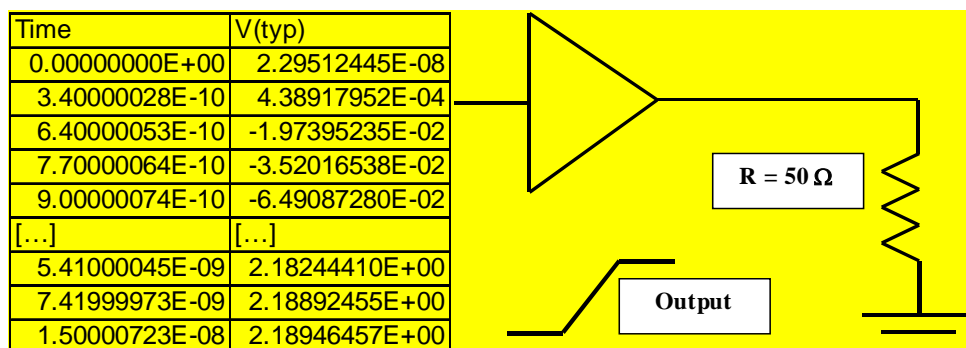 Time V(typ)
0.00000000E+00 2.29512445E-08
3.40000028E-10 4.38917952E-04
6.40000053E-10 -1.97395235E-02
7.70000064E-10 -3.52016538E-02
9.00000074E-10 -6.49087280E-02
[…] […]
5.41000045E-09 2.18244410E+00
7.41999973E-09 2.18892455E+00
1.50000723E-08 2.18946457E+00
R = 50 Ω
Output